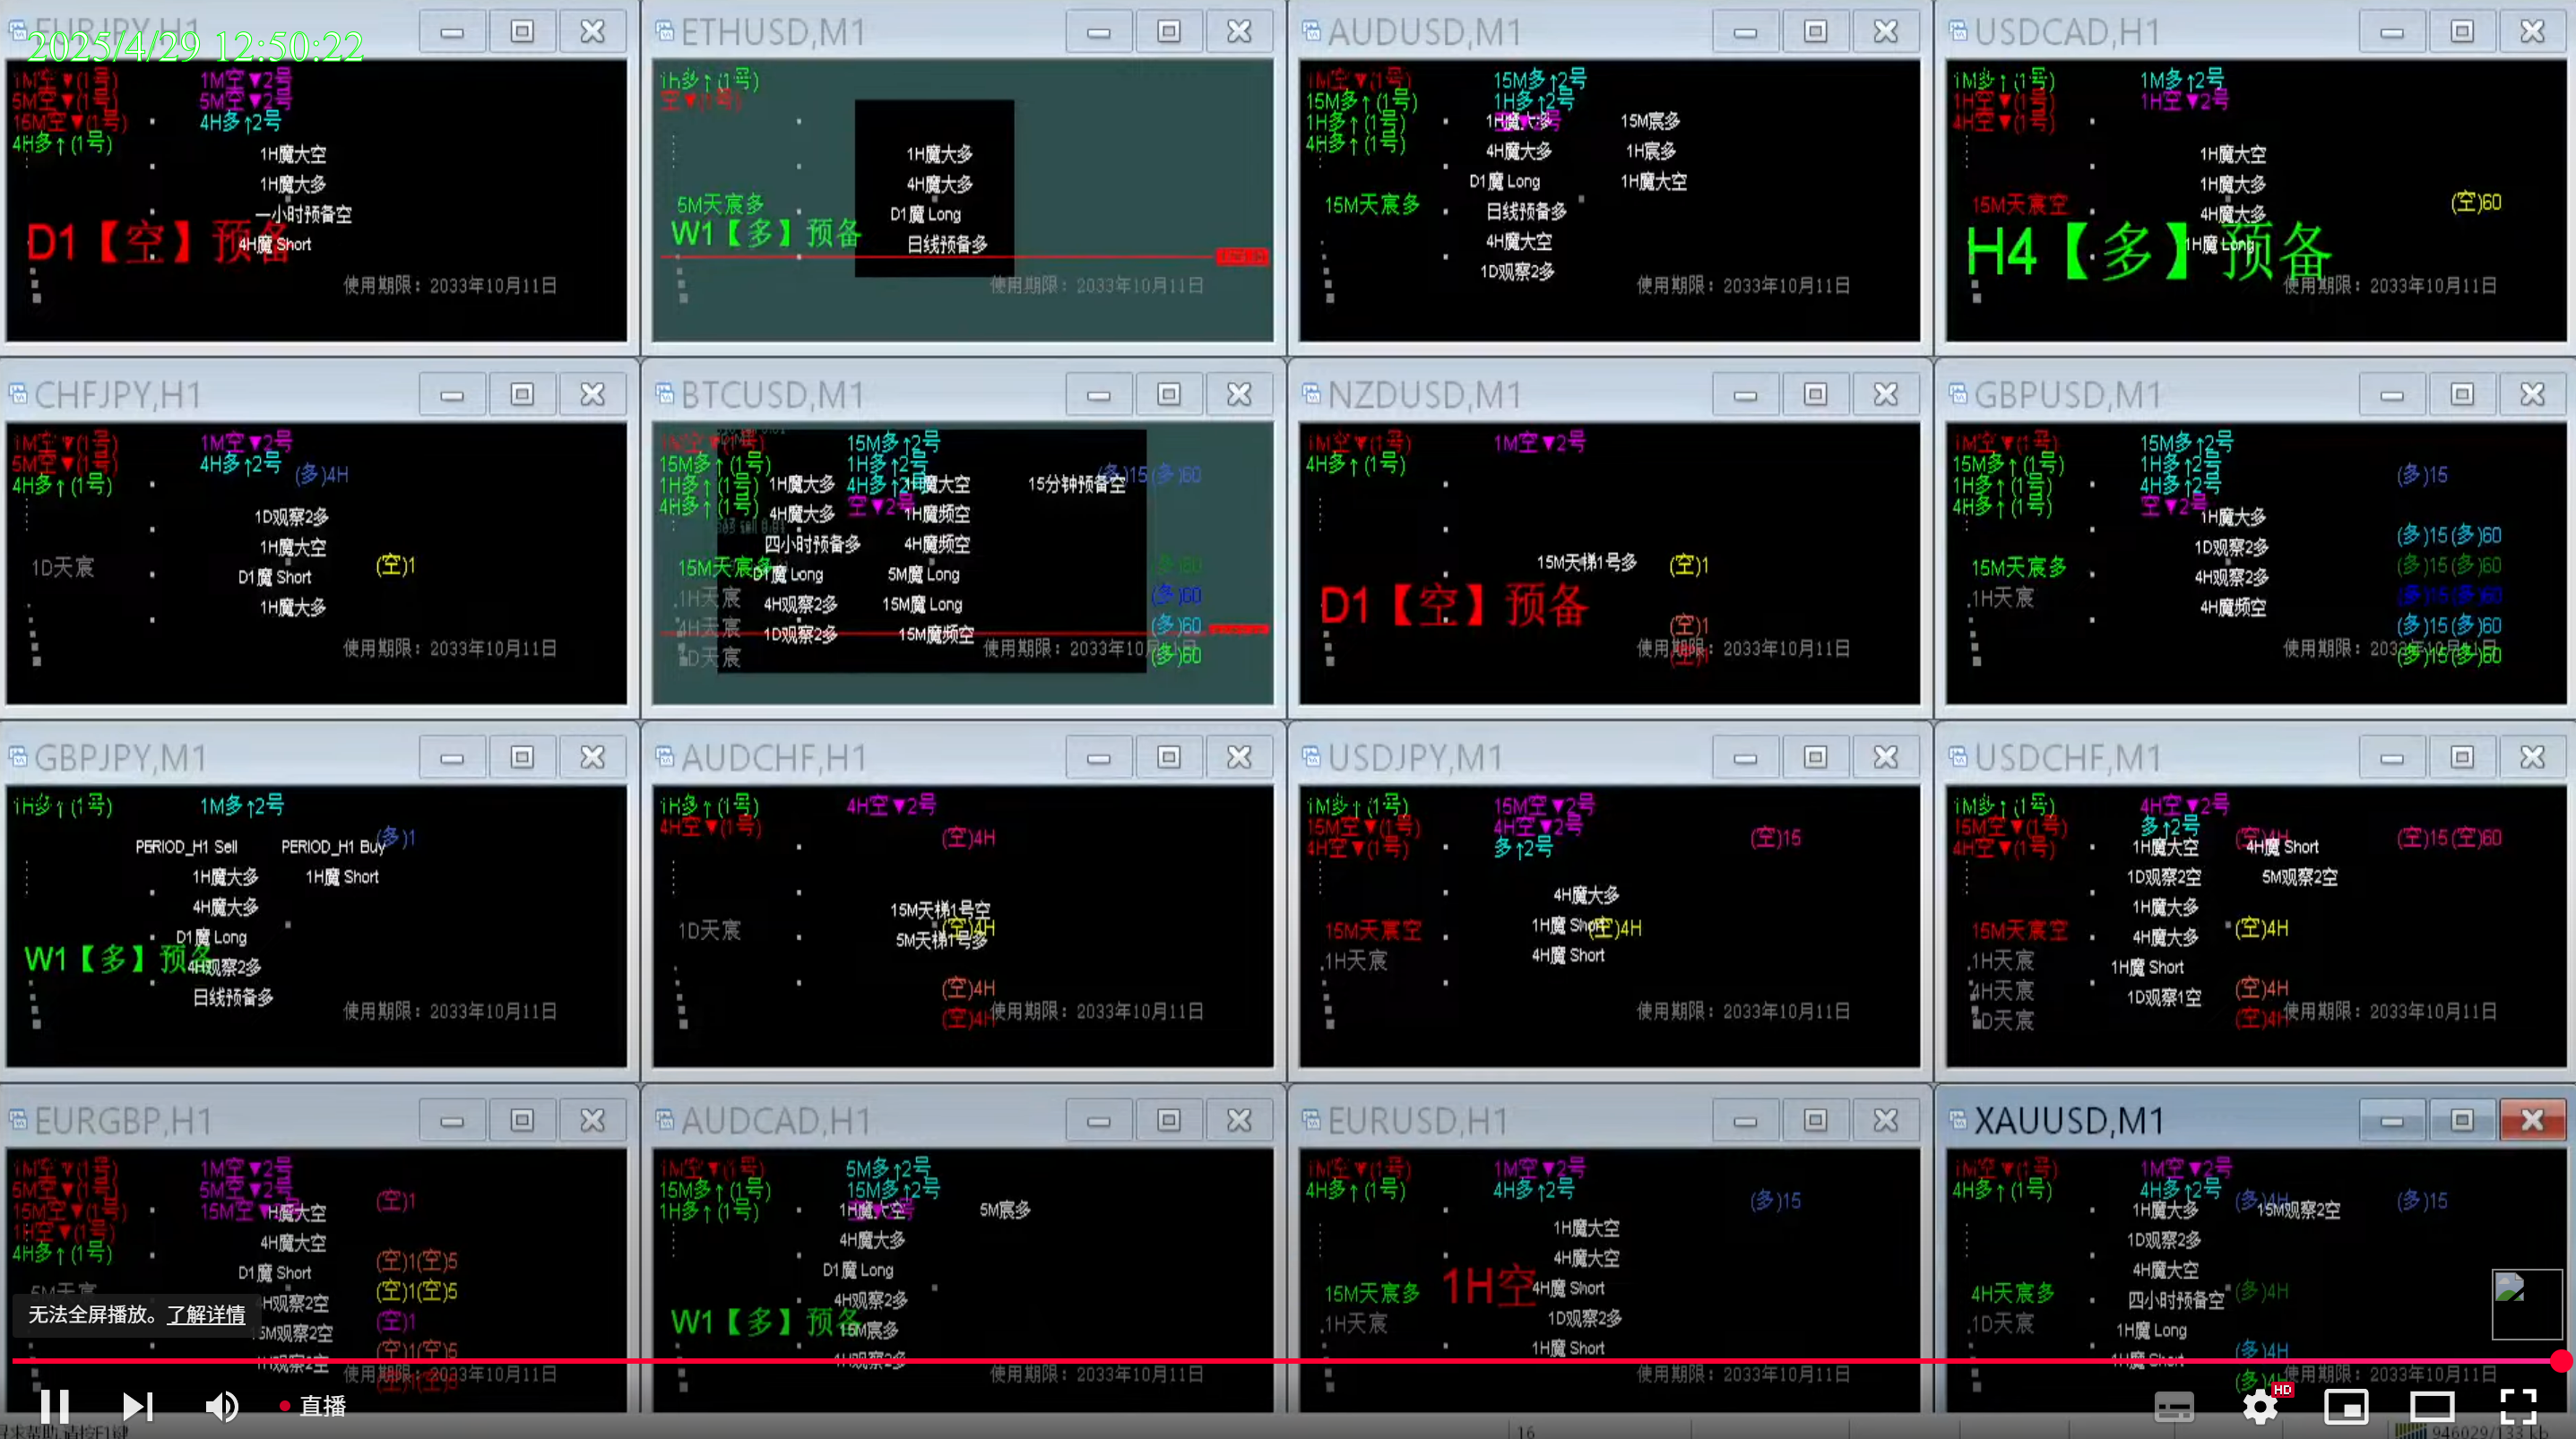 EURJPY,H1
2025/4/29 12:50:22
1M空▼(1号) 1M空▼2号
5M空▼(1号) 5M空▼2号
15M空▼(1号) 4H多↑2号
4H多↑(1号)
1H魔大空
1H魔大多
一小时预备空
D1【空】预备
4H魔 Short
使用期限：2033年10月11日
ETHUSD,M1
1h多↑(1号)
空▼(1号)
1H魔大多
4H魔大多
5M天宸多
D1魔 Long
W1【多】预备
日线预备多
使用期限：2033年10月11日
AUDUSD,M1
1M空▼(1号) 15M多↑2号
15M多↑(1号) 1H多↑2号
1H多↑(1号) 1H魔大多 15M宸多
4H多↑(1号) 4H魔大多 1H宸多
D1魔 Long 1H魔大空
15M天宸多 日线预备多
4H魔大空
1D观察2多
使用期限：2033年10月11日
USDCAD,H1
1M多↑(1号) 1M多↑2号
1H空▼(1号) 1H空▼2号
4H空▼(1号)
1H魔大空
1H魔大多
15M天宸空 (空)60
4H魔大多
H4【多】预备
1H魔 Long
使用期限：2033年10月11日
CHFJPY,H1
1M空▼(1号) 1M空▼2号
5M空▼(1号) 4H多↑2号
4H多↑(1号) (多)4H
1D观察2多
1H魔大空
1D天宸 (空)1
D1魔 Short
1H魔大多
使用期限：2033年10月11日
BTCUSD,M1
15M多↑2号
15M多↑(1号) 1H多↑2号
1H多↑(1号) 1H魔大多 4H多↑2号 魔大空 15分钟预备空 (多)15(多)60
4H多↑(1号) 4H魔大多 空▼2号 1H魔频空
四小时预备多 4H魔频空
15M天宸多 D1魔 Long 5M魔 Long (多)60
1H天宸 4H观察2多 15M魔 Long (多)60
4H天宸 1D观察2多 15M魔频空 (多)60
D天宸 使用期限：2033年10月11日 (多)60
NZDUSD,M1
1M空▼(1号) 1M空▼2号
4H多↑(1号)
15M天梯1号多 (空)1
D1【空】预备
(空)1
使用期限：2033年10月11日
GBPUSD,M1
1M空▼(1号) 15M多↑2号
15M多↑(1号) 1H多↑2号
1H多↑(1号) 4H多↑2号 (多)15
4H多↑(1号) 空▼2号
1H魔大多
1D观察2多 (多)15(多)60
15M天宸多 4H观察2多 (多)15(多)60
1H天宸 4H魔频空 (多)15(多)60
(多)15(多)60
使用期限：2033年10月11日
(多)15(多)60
GBPJPY,M1
1H多↑(1号) 1M多↑2号
PERIOD_H1 Sell PERIOD_H1 Buy (多)1
1H魔大多 1H魔 Short
4H魔大多
D1魔 Long
W1【多】预备
4H观察2多
日线预备多
使用期限：2033年10月11日
AUDCHF,H1
1H多↑(1号) 4H空▼2号
4H空▼(1号)
(空)4H
15M天梯1号空
1D天宸 (空)4H
5M天梯1号多
(空)4H
(空)4H
使用期限：2033年10月11日
USDJPY,M1
1M多↑(1号) 15M空▼2号
15M空▼(1号) 4H空▼2号
4H空▼(1号) 多↑2号 (空)15
4H魔大多
15M天宸空 1H魔 Short (空)4H
1H天宸 4H魔 Short
使用期限：2033年10月11日
USDCHF,M1
1M多↑(1号) 4H空▼2号
15M空▼(1号) 多↑2号
4H空▼(1号) 1H魔大空 (空)4H 4H魔 Short (空)15(空)60
1D观察2空 5M观察2空
1H魔大多
15M天宸空 4H魔大多 (空)4H
1H天宸 1H魔 Short
4H天宸 1D观察1空 (空)4H
D天宸 (空)4H
使用期限：2033年10月11日
EURGBP,H1
1M空▼(1号) 1M空▼2号
5M空▼(1号) 5M空▼2号
15M空▼(1号) 15M空▼ 1H魔大空 (空)1
1H空▼(1号) 4H魔大空
4H多↑(1号) (空)1(空)5
D1魔 Short
5M天宸 (空)1(空)5
4H观察2空
无法全屏播放。了解详情
(空)1
15M观察2空
(空)1(空)5
1H观察2空
使用期限：2033年10月11日
AUDCAD,H1
1M空▼(1号) 5M多↑2号
15M多↑(1号) 15M多↑2号
1H多↑(1号) 1H魔大空 5M宸多
4H魔大多
D1魔 Long
4H观察2多
W1【多】预备
15M宸多
使用期限：2033年10月11日
EURUSD,H1
1M空▼(1号) 1M空▼2号
4H多↑(1号) 4H多↑2号
(多)15
1H魔大空
4H魔大空
15M天宸多 1H空 4H魔 Short
1H天宸 1D观察2多
1H魔 Short
使用期限：2033年10月11日
XAUUSD,M1
1M空▼(1号) 1M空▼2号
4H多↑(1号) 4H多↑2号
1H魔大多 (多)4H 15M观察2空 (多)15
1D观察2多
4H魔大空
4H天宸多 四小时预备空 (多)4H
1D天宸 1H魔 Long
(多)4H
1H魔 Short
使用期限：2033年10月11日
直播
HD
16
946029/133 kb